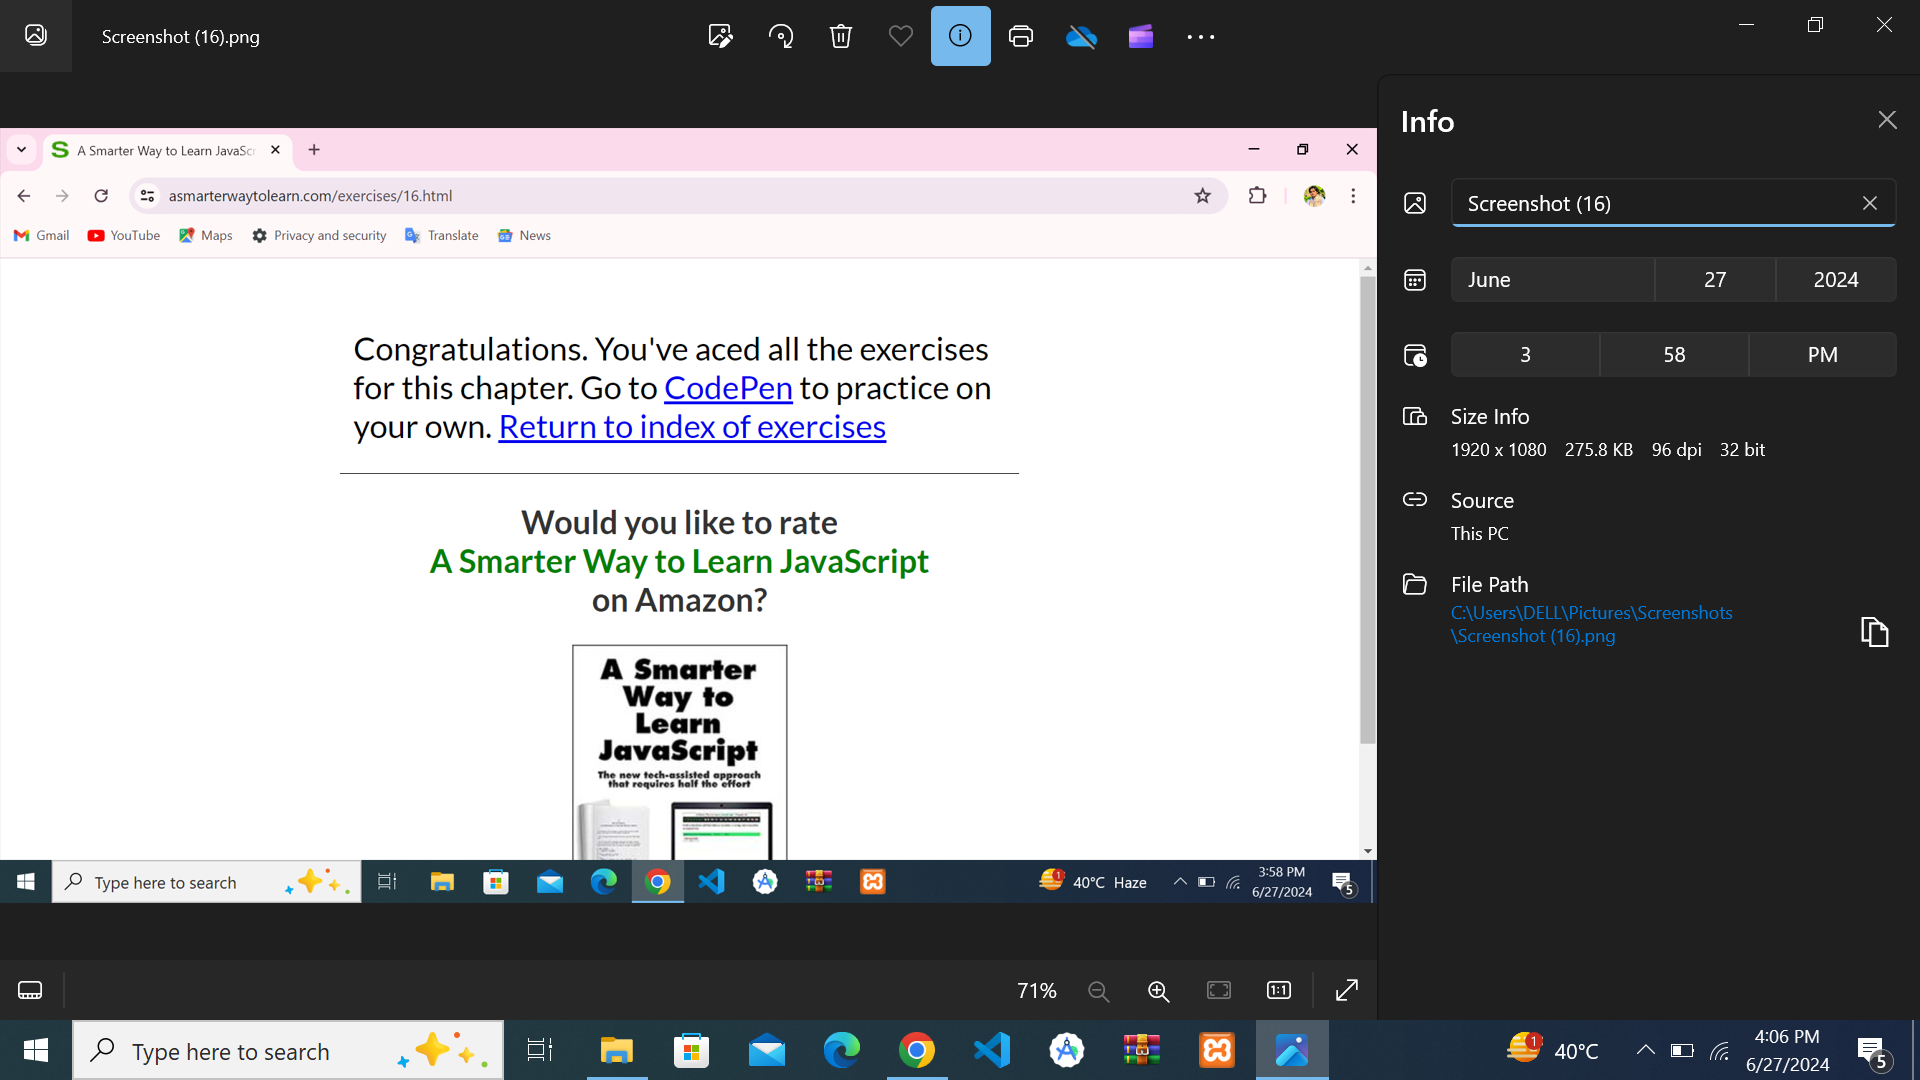 Screenshot (16).png
A Smarter Way to Learn JavaSc
asmarterwaytolearn.com/exercises/16.html
Gmail YouTube Maps Privacy and security Translate News
Congratulations. You've aced all the exercises
for this chapter. Go to CodePen to practice on
your own. Return to index of exercises
Would you like to rate
A Smarter Way to Learn JavaScript
on Amazon?
A Smarter
Way to
Learn
JavaScript
The new tech-assisted approach
that requires half the effort
Type here to search
1
40°C Haze
3:58 PM
6/27/2024
5
Info
Screenshot (16)
June 27 2024
3 58 PM
Size Info
1920 x 1080 275.8 KB 96 dpi 32 bit
Source
This PC
File Path
C:\Users\DELL\Pictures\Screenshots
\Screenshot (16).png
71%
1:1
Type here to search
1
40°C
4:06 PM
6/27/2024
5